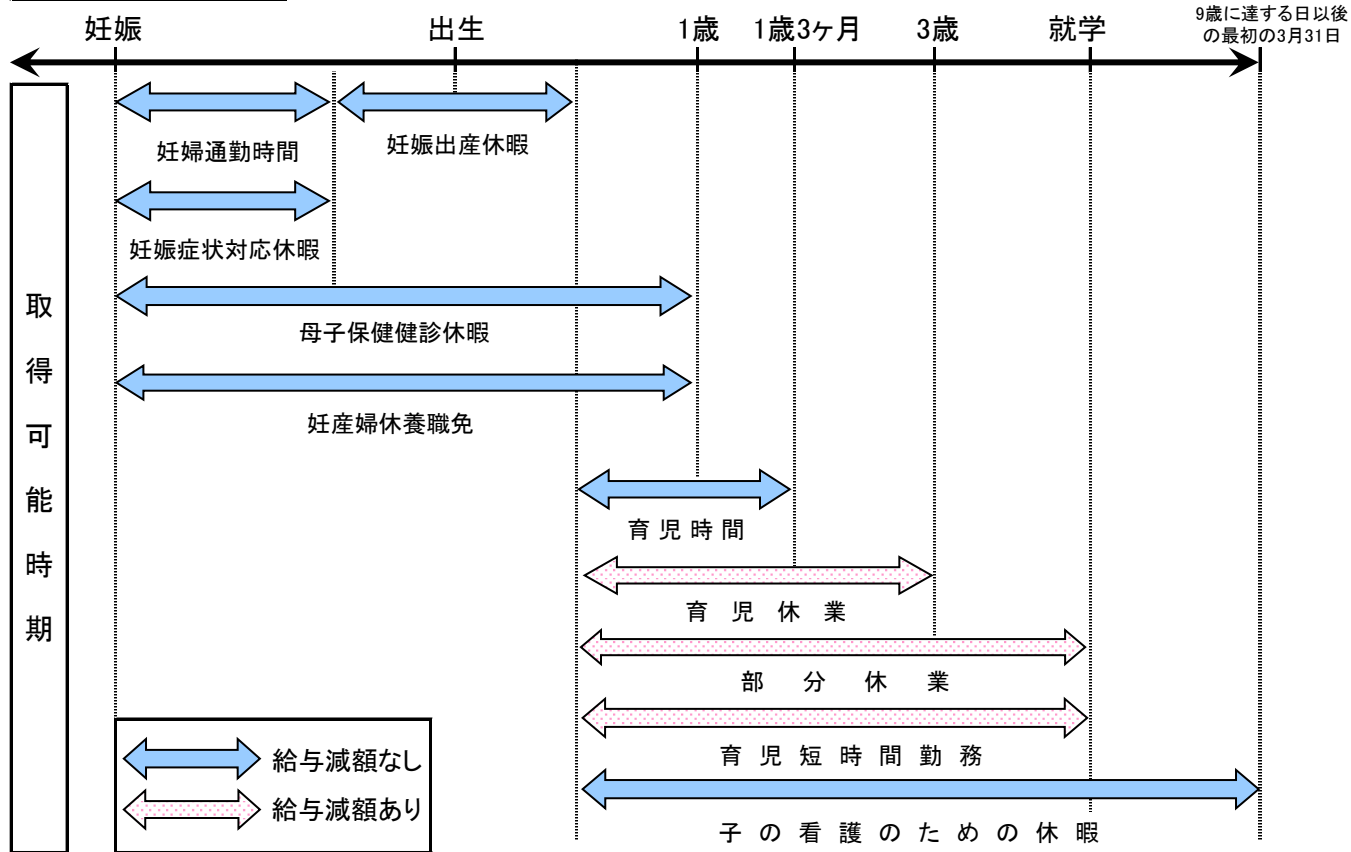 妊娠
出生
1歳
1歳3ヶ月
3歳
就学
9歳に達する日以後
の最初の3月31日
取得可能時期
妊婦通勤時間
妊娠出産休暇
妊娠症状対応休暇
母子保健健診休暇
妊産婦休養職免
育児時間
育児休業
部分休業
育児短時間勤務
子の看護のための休暇
給与減額なし
給与減額あり